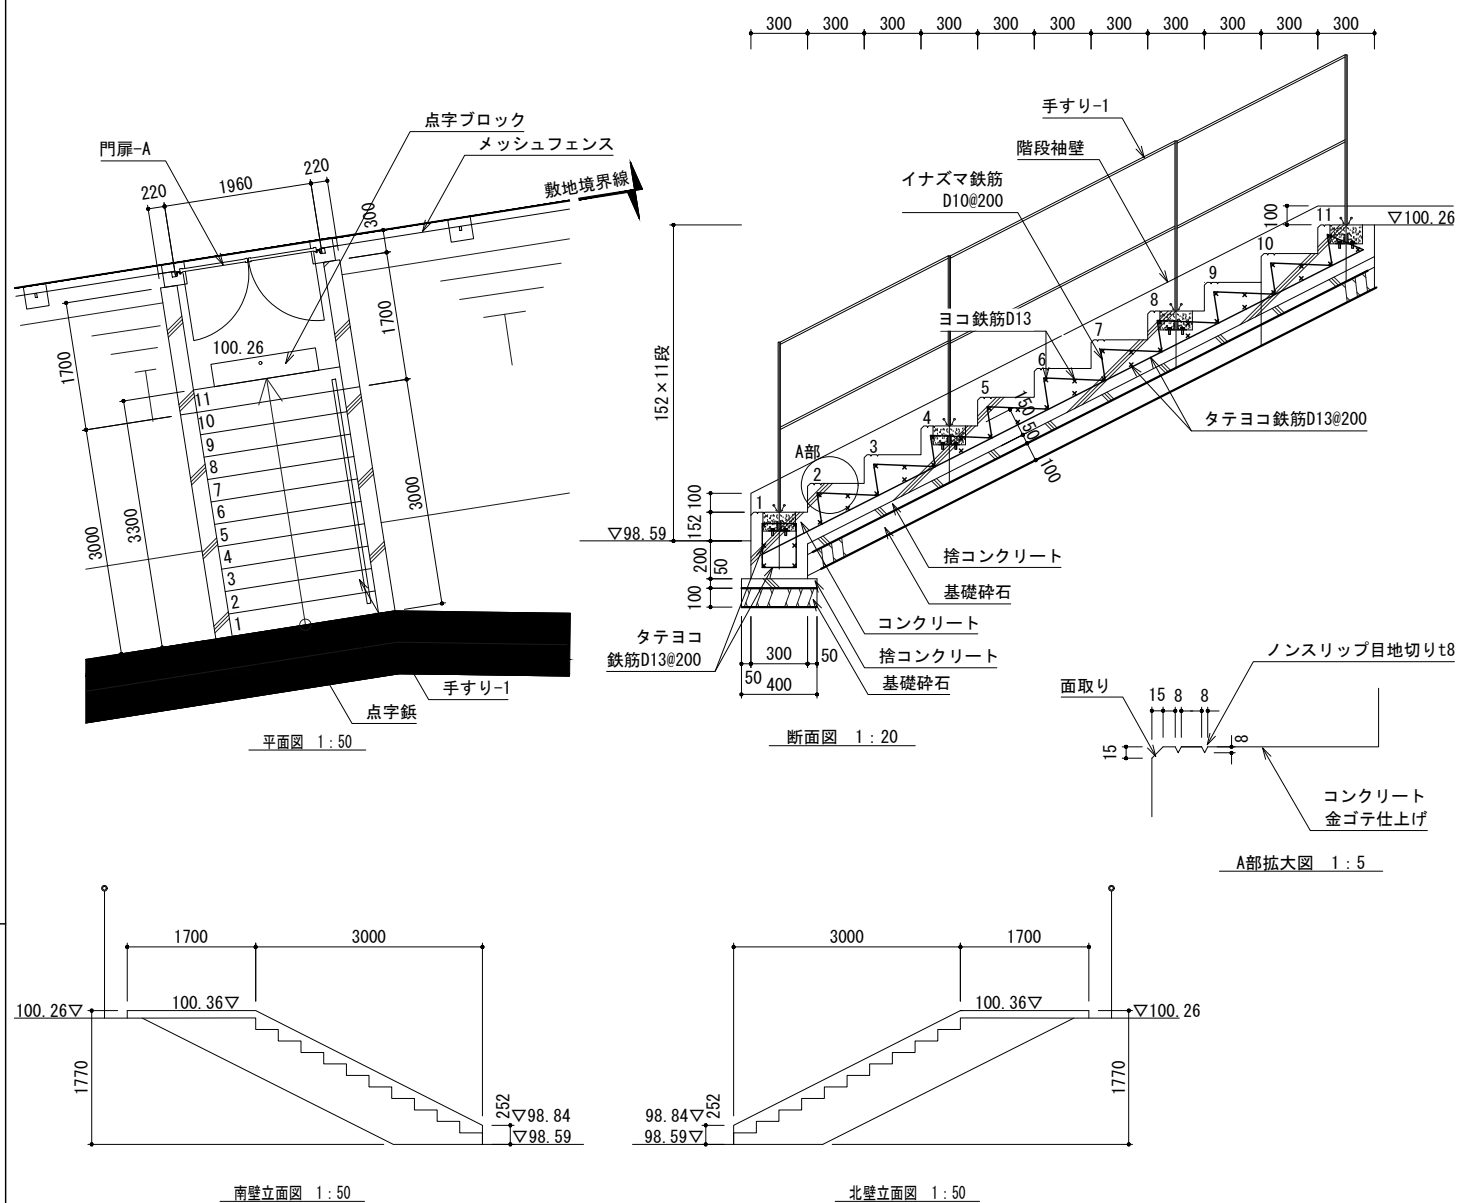 点字ブロック
メッシュフェンス
門扉-A
220
1960
220
敷地境界線
300
1700
1700
100.26
11
10
9
8
7
6
5
4
3
2
1
3000
3300
3000
手すり-1
点字鋲
平面図 1:50
300 300 300 300 300 300 300 300 300 300 300
手すり-1
階段袖壁
イナズマ鉄筋
D10@200
100
▽100.26
11
10
9
8
7
6
5
4
3
2
1
ヨコ鉄筋D13
152×11段
A部
タテヨコ鉄筋D13@200
150
50
100
100
152
▽98.59
200
50
100
捨コンクリート
基礎砕石
コンクリート
捨コンクリート
基礎砕石
タテヨコ
鉄筋D13@200
300
50
50
400
断面図 1:20
ノンスリップ目地切りt8
面取り
15 8 8
15
8
コンクリート
金ゴテ仕上げ
A部拡大図 1:5
1700
3000
100.26▽
100.36▽
1770
252
▽98.84
▽98.59
南壁立面図 1:50
3000
1700
100.36▽
▽100.26
98.84▽
252
98.59▽
1770
北壁立面図 1:50